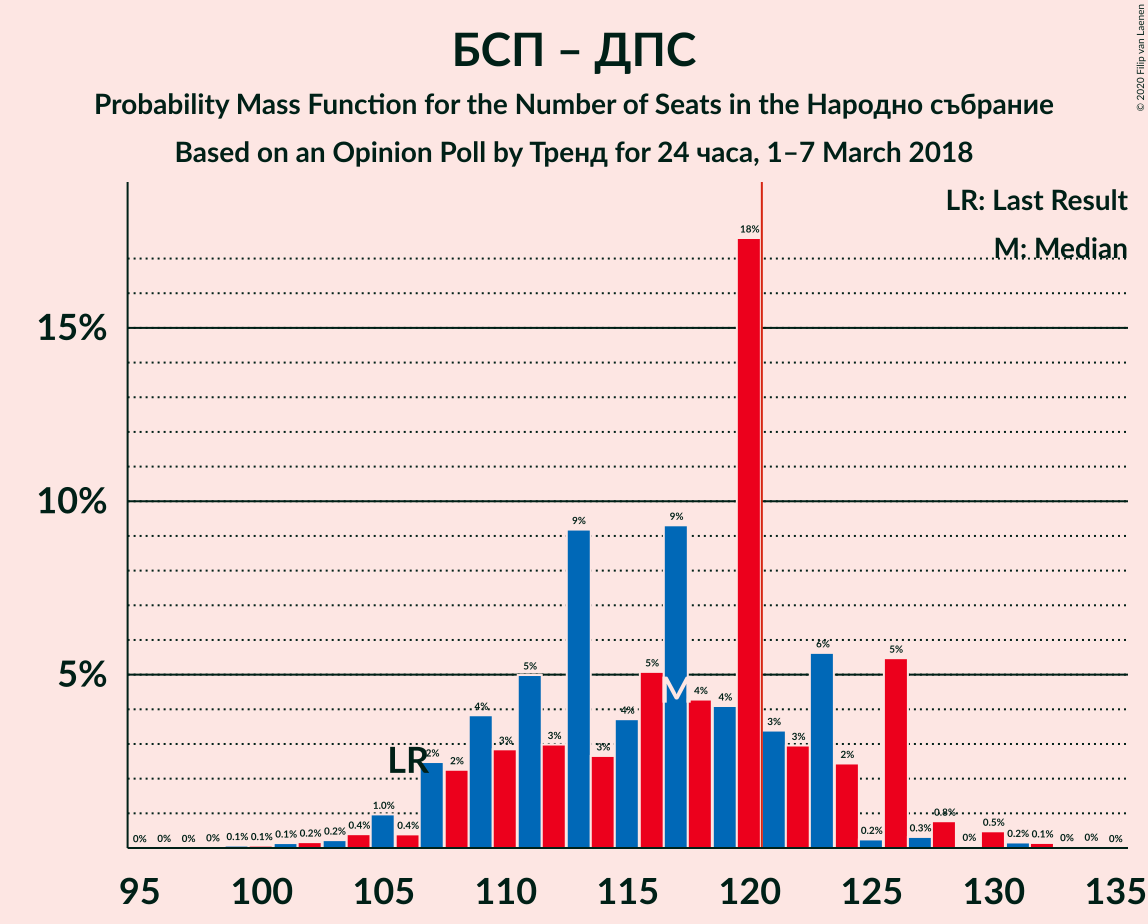 БСП – ДПС
Probability Mass Function for the Number of Seats in the Народно събрание
Based on an Opinion Poll by Тренд for 24 часа, 1–7 March 2018
© 2020 Filip van Laenen
LR: Last Result
M: Median
15%
10%
5%
0% 0% 0% 0% 0.1% 0.1% 0.1% 0.2% 0.2% 0.4% 1.0% 0.4% 2% 2% 4% 3% 5% 3% 9% 3% 4% 5% 9% 4% 4% 18% 3% 3% 6% 2% 0.2% 5% 0.3% 0.8% 0% 0.5% 0.2% 0.1% 0% 0% 0%
LR
M
95 100 105 110 115 120 125 130 135